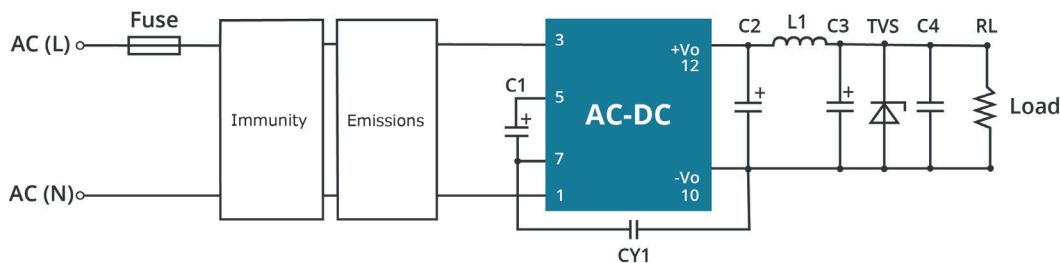 Fuse
AC (L)
AC (N)
Immunity
Emissions
C1
+
3
5
7
1
AC-DC
+Vo
12
-Vo
10
CY1
C2
+
L1
C3
+
TVS
C4
RL
Load